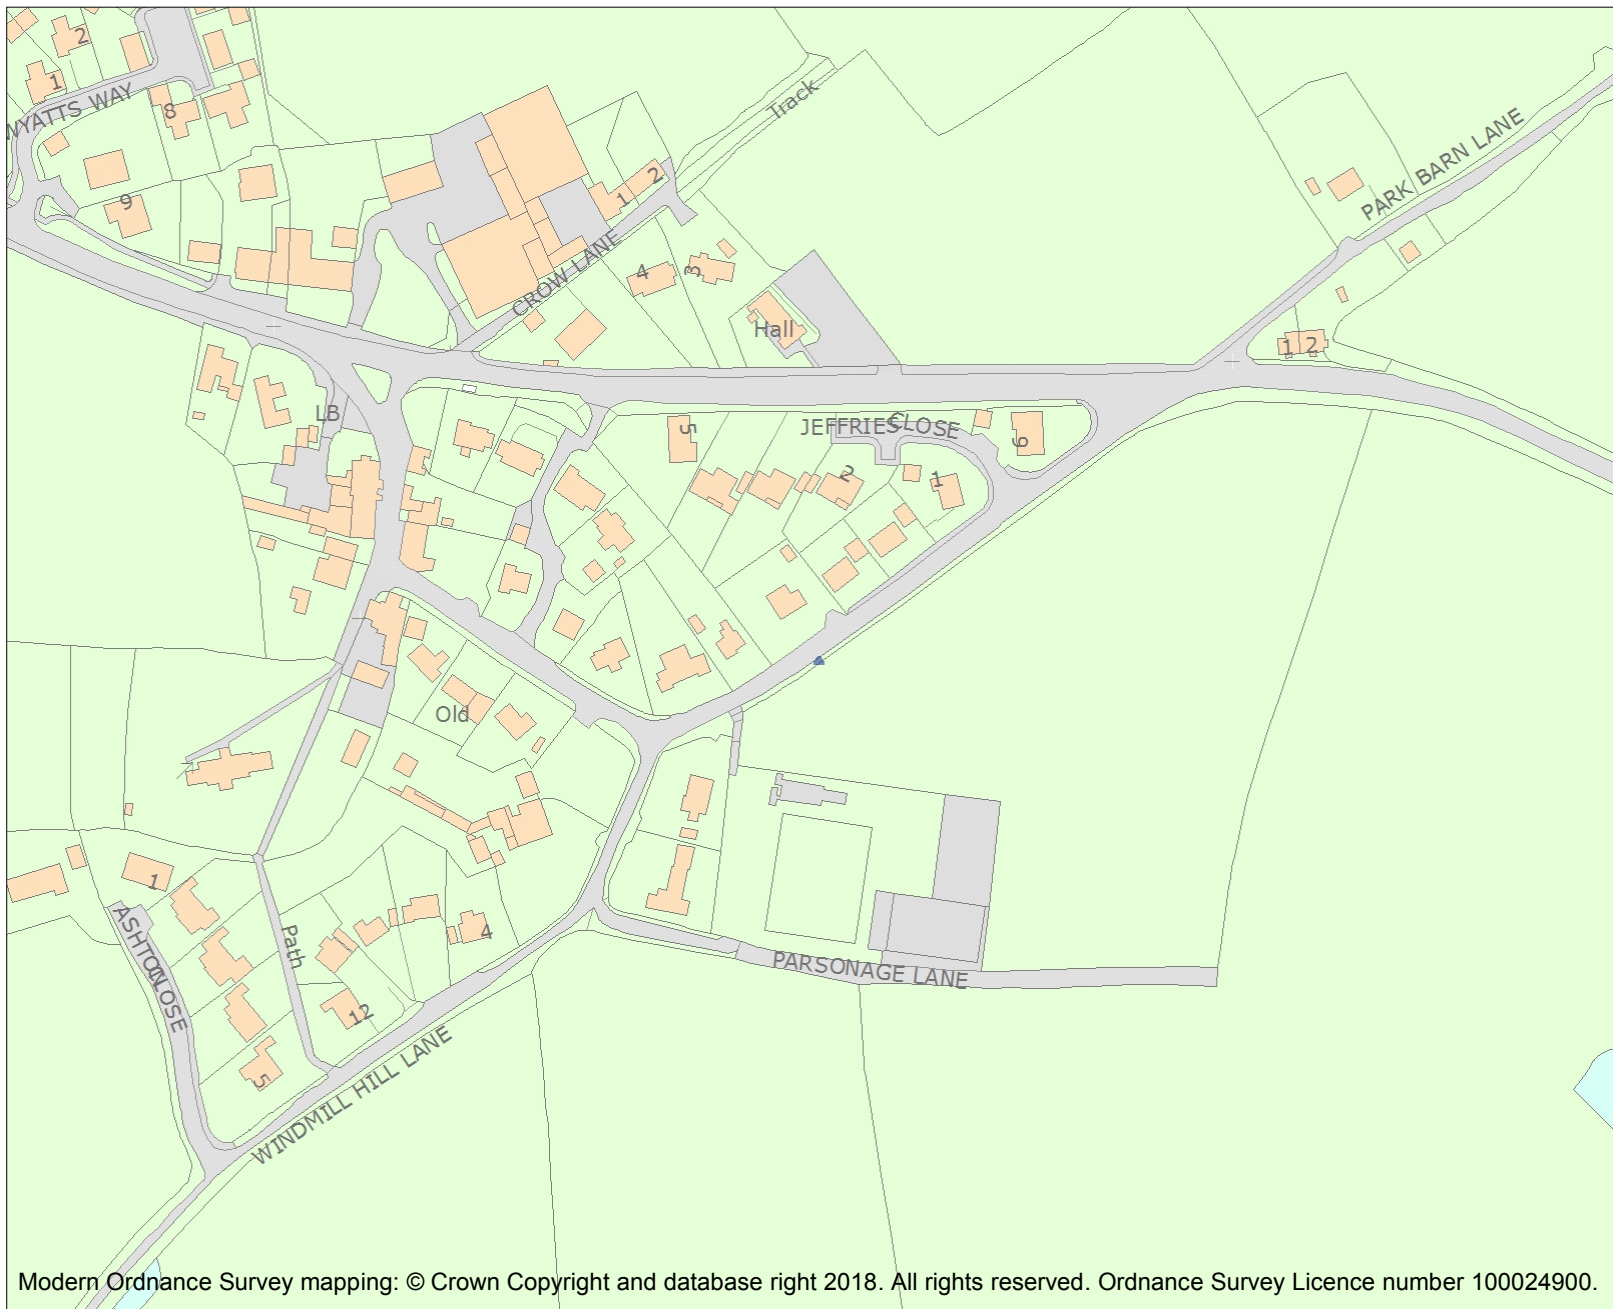 2
1
WYATTS WAY
8
9
Track
2
1
CROW LANE
4
3
Hall
PARK BARN LANE
1 2
LB
5
JEFFRIES CLOSE
6
2
1
Old
1
ASHTON CLOSE
Path
4
12
5
PARSONAGE LANE
WINDMILL HILL LANE
Modern Ordnance Survey mapping: © Crown Copyright and database right 2018. All rights reserved. Ordnance Survey Licence number 100024900.